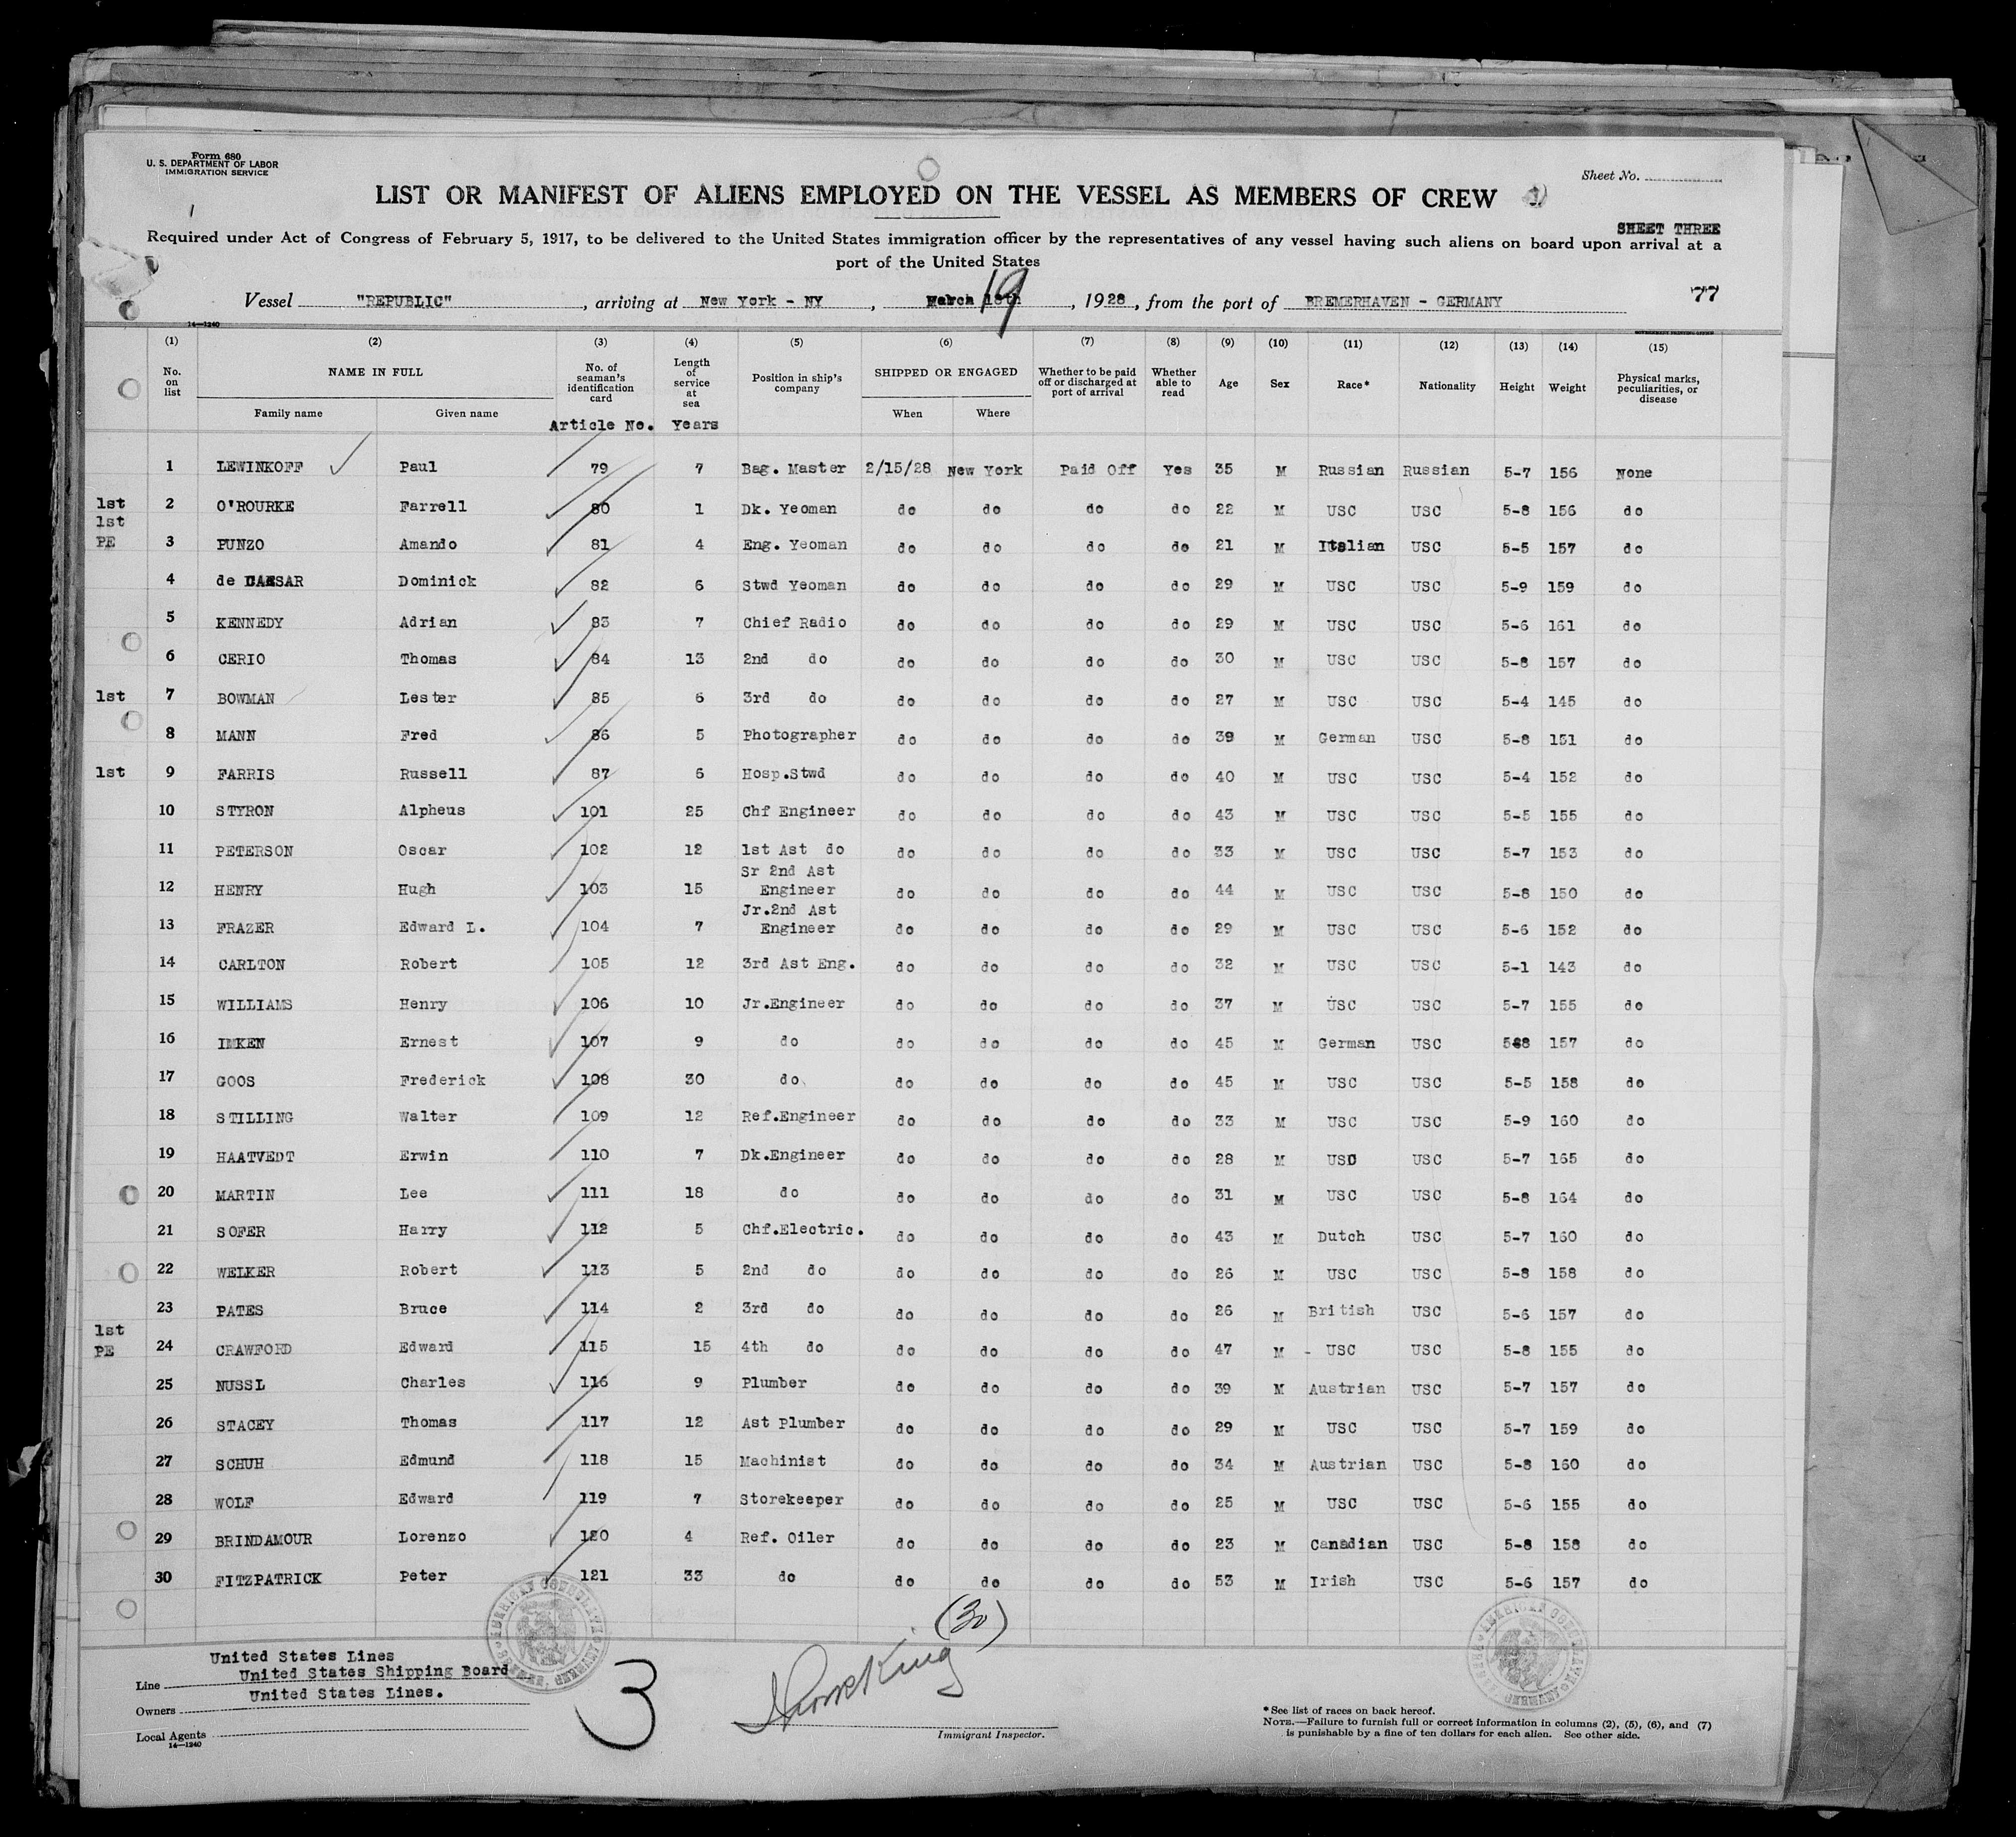 Form 680
U. S. DEPARTMENT OF LABOR
IMMIGRATION SERVICE
Sheet No.
LIST OR MANIFEST OF ALIENS EMPLOYED ON THE VESSEL AS MEMBERS OF CREW
SHEET THREE
Required under Act of Congress of February 5, 1917, to be delivered to the United States immigration officer by the representatives of any vessel having such aliens on board upon arrival at a
port of the United States
Vessel "REPUBLIC", arriving at New York - NY, March 18th 19, 1928, from the port of BREMERHAVEN - GERMANY 77
14—1240
(1) (2) (3) (4) (5) (6) (7) (8) (9) (10) (11) (12) (13) (14) (15)
No. on list NAME IN FULL No. of seaman's identification card Length of service at sea Position in ship's company SHIPPED OR ENGAGED Whether to be paid off or discharged at port of arrival Whether able to read Age Sex Race* Nationality Height Weight Physical marks, peculiarities, or disease
Family name Given name When Where
Article No. Years
1 LEWINKOFF Paul 79 7 Bag. Master 2/15/28 New York Paid Off Yes 35 M Russian Russian 5-7 156 None
1st 2 O'ROURKE Farrell 80 1 Dk. Yeoman do do do do 22 M USC USC 5-8 156 do
1st
PE 3 PUNZO Amando 81 4 Eng. Yeoman do do do do 21 M Italian USC 5-5 157 do
4 de CAESAR Dominick 82 6 Stwd Yeoman do do do do 29 M USC USC 5-9 159 do
5 KENNEDY Adrian 83 7 Chief Radio do do do do 29 M USC USC 5-6 161 do
6 CERIO Thomas 84 13 2nd do do do do do 30 M USC USC 5-8 157 do
1st 7 BOWMAN Lester 85 6 3rd do do do do do 27 M USC USC 5-4 145 do
8 MANN Fred 86 5 Photographer do do do do 39 M German USC 5-8 151 do
1st 9 FARRIS Russell 87 6 Hosp.Stwd do do do do 40 M USC USC 5-4 152 do
10 STYRON Alpheus 101 25 Chf Engineer do do do do 43 M USC USC 5-5 155 do
11 PETERSON Oscar 102 12 1st Ast do do do do do 33 M USC USC 5-7 153 do
Sr 2nd Ast
12 HENRY Hugh 103 15 Engineer do do do do 44 M USC USC 5-8 150 do
Jr.2nd Ast
13 FRAZER Edward L. 104 7 Engineer do do do do 29 M USC USC 5-6 152 do
14 CARLTON Robert 105 12 3rd Ast Eng. do do do do 32 M USC USC 5-1 143 do
15 WILLIAMS Henry 106 10 Jr.Engineer do do do do 37 M USC USC 5-7 155 do
16 IMKEN Ernest 107 9 do do do do do 45 M German USC 5-8 157 do
17 GOOS Frederick 108 30 do do do do do 45 M USC USC 5-5 158 do
18 STILLING Walter 109 12 Ref.Engineer do do do do 33 M USC USC 5-9 160 do
19 HAATVEDT Erwin 110 7 Dk.Engineer do do do do 28 M USC USC 5-7 165 do
20 MARTIN Lee 111 18 do do do do do 31 M USC USC 5-8 164 do
21 SOFER Harry 112 5 Chf.Electric. do do do do 43 M Dutch USC 5-7 160 do
22 WELKER Robert 113 5 2nd do do do do do 26 M USC USC 5-8 158 do
23 PATES Bruce 114 2 3rd do do do do do 26 M British USC 5-6 157 do
1st
PE 24 CRAWFORD Edward 115 15 4th do do do do do 47 M - USC USC 5-8 155 do
25 NUSSL Charles 116 9 Plumber do do do do 39 M Austrian USC 5-7 157 do
26 STACEY Thomas 117 12 Ast Plumber do do do do 29 M USC USC 5-7 159 do
27 SCHUH Edmund 118 15 Machinist do do do do 34 M Austrian USC 5-8 160 do
28 WOLF Edward 119 7 Storekeeper do do do do 25 M USC USC 5-6 155 do
29 BRINDAMOUR Lorenzo 120 4 Ref. Oiler do do do do 23 M Canadian USC 5-8 158 do
30 FITZPATRICK Peter 121 33 do do do do do 53 M Irish USC 5-6 157 do
(30)
3
United States Lines
Line United States Shipping Board
Owners United States Lines.
Local Agents
14—1240
Immigrant Inspector.
*See list of races on back hereof.
NOTE.—Failure to furnish full or correct information in columns (2), (5), (6), and (7)
is punishable by a fine of ten dollars for each alien. See other side.